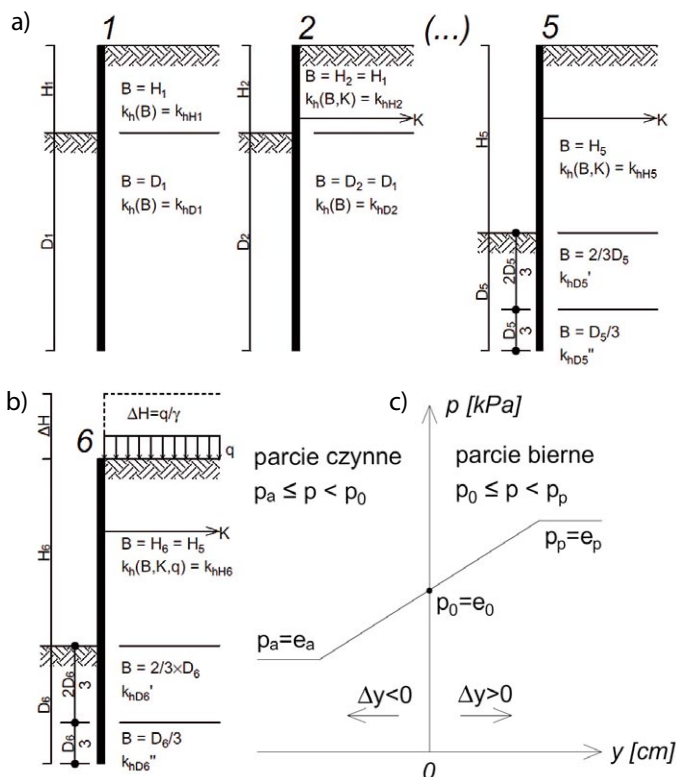 a)
1
2
(...)
5
H₁
B = H₁
kₕ(B) = kₕH₁
D₁
B = D₁
kₕ(B) = kₕD₁
H₂
B = H₂ = H₁
kₕ(B,K) = kₕH₂
K
D₂
B = D₂ = D₁
kₕ(B) = kₕD₂
H₅
K
B = H₅
kₕ(B,K) = kₕH₅
D₅
2D₅
3
B = 2/3D₅
kₕD₅'
D₅
3
B = D₅/3
kₕD₅"
b)
ΔH
ΔH=q/γ
6
q
H₆
K
B = H₆ = H₅
kₕ(B,K,q) = kₕH₆
D₆
2D₆
3
B = 2/3×D₆
kₕD₆'
D₆
3
B = D₆/3
kₕD₆"
c)
p [kPa]
parcie czynne
pₐ ≤ p < p₀
parcie bierne
p₀ ≤ p < pₚ
pₚ=eₚ
p₀=e₀
pₐ=eₐ
Δy<0
Δy>0
0
y [cm]